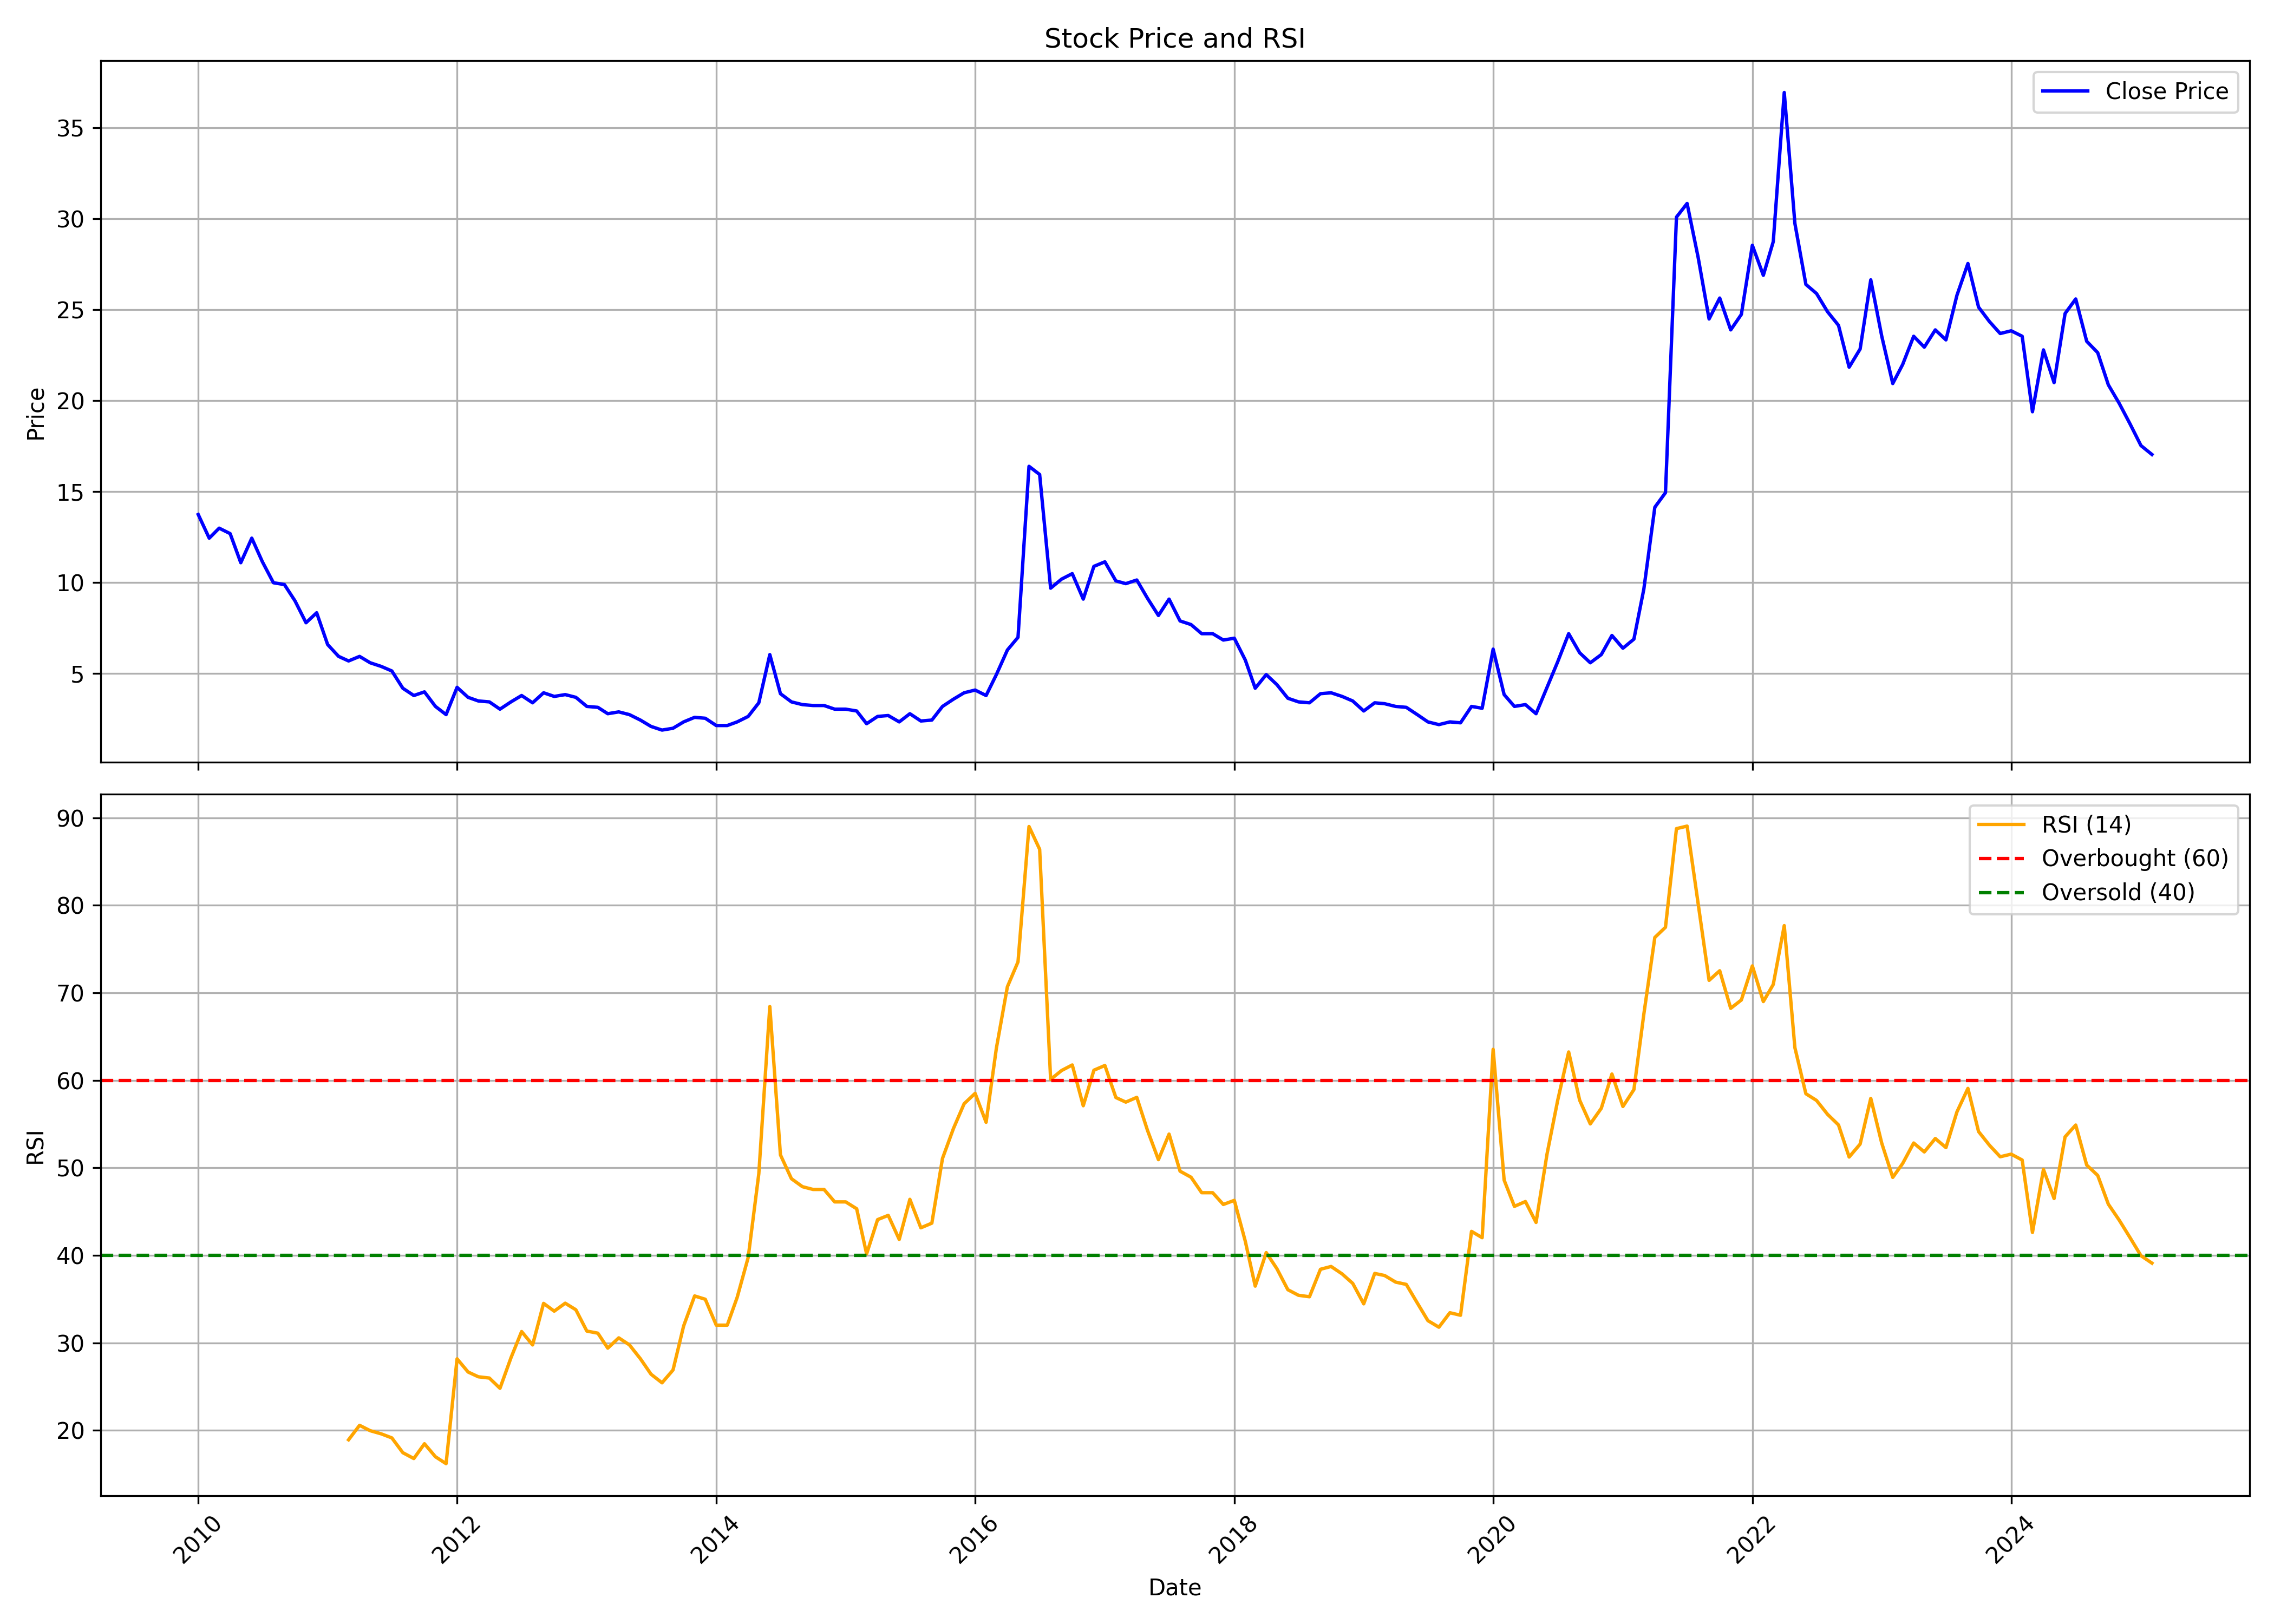 Stock Price and RSI
Close Price
35
30
25
20
15
10
5
Price
RSI (14)
Overbought (60)
Oversold (40)
90
80
70
60
50
40
30
20
RSI
2010
2012
2014
2016
2018
2020
2022
2024
Date